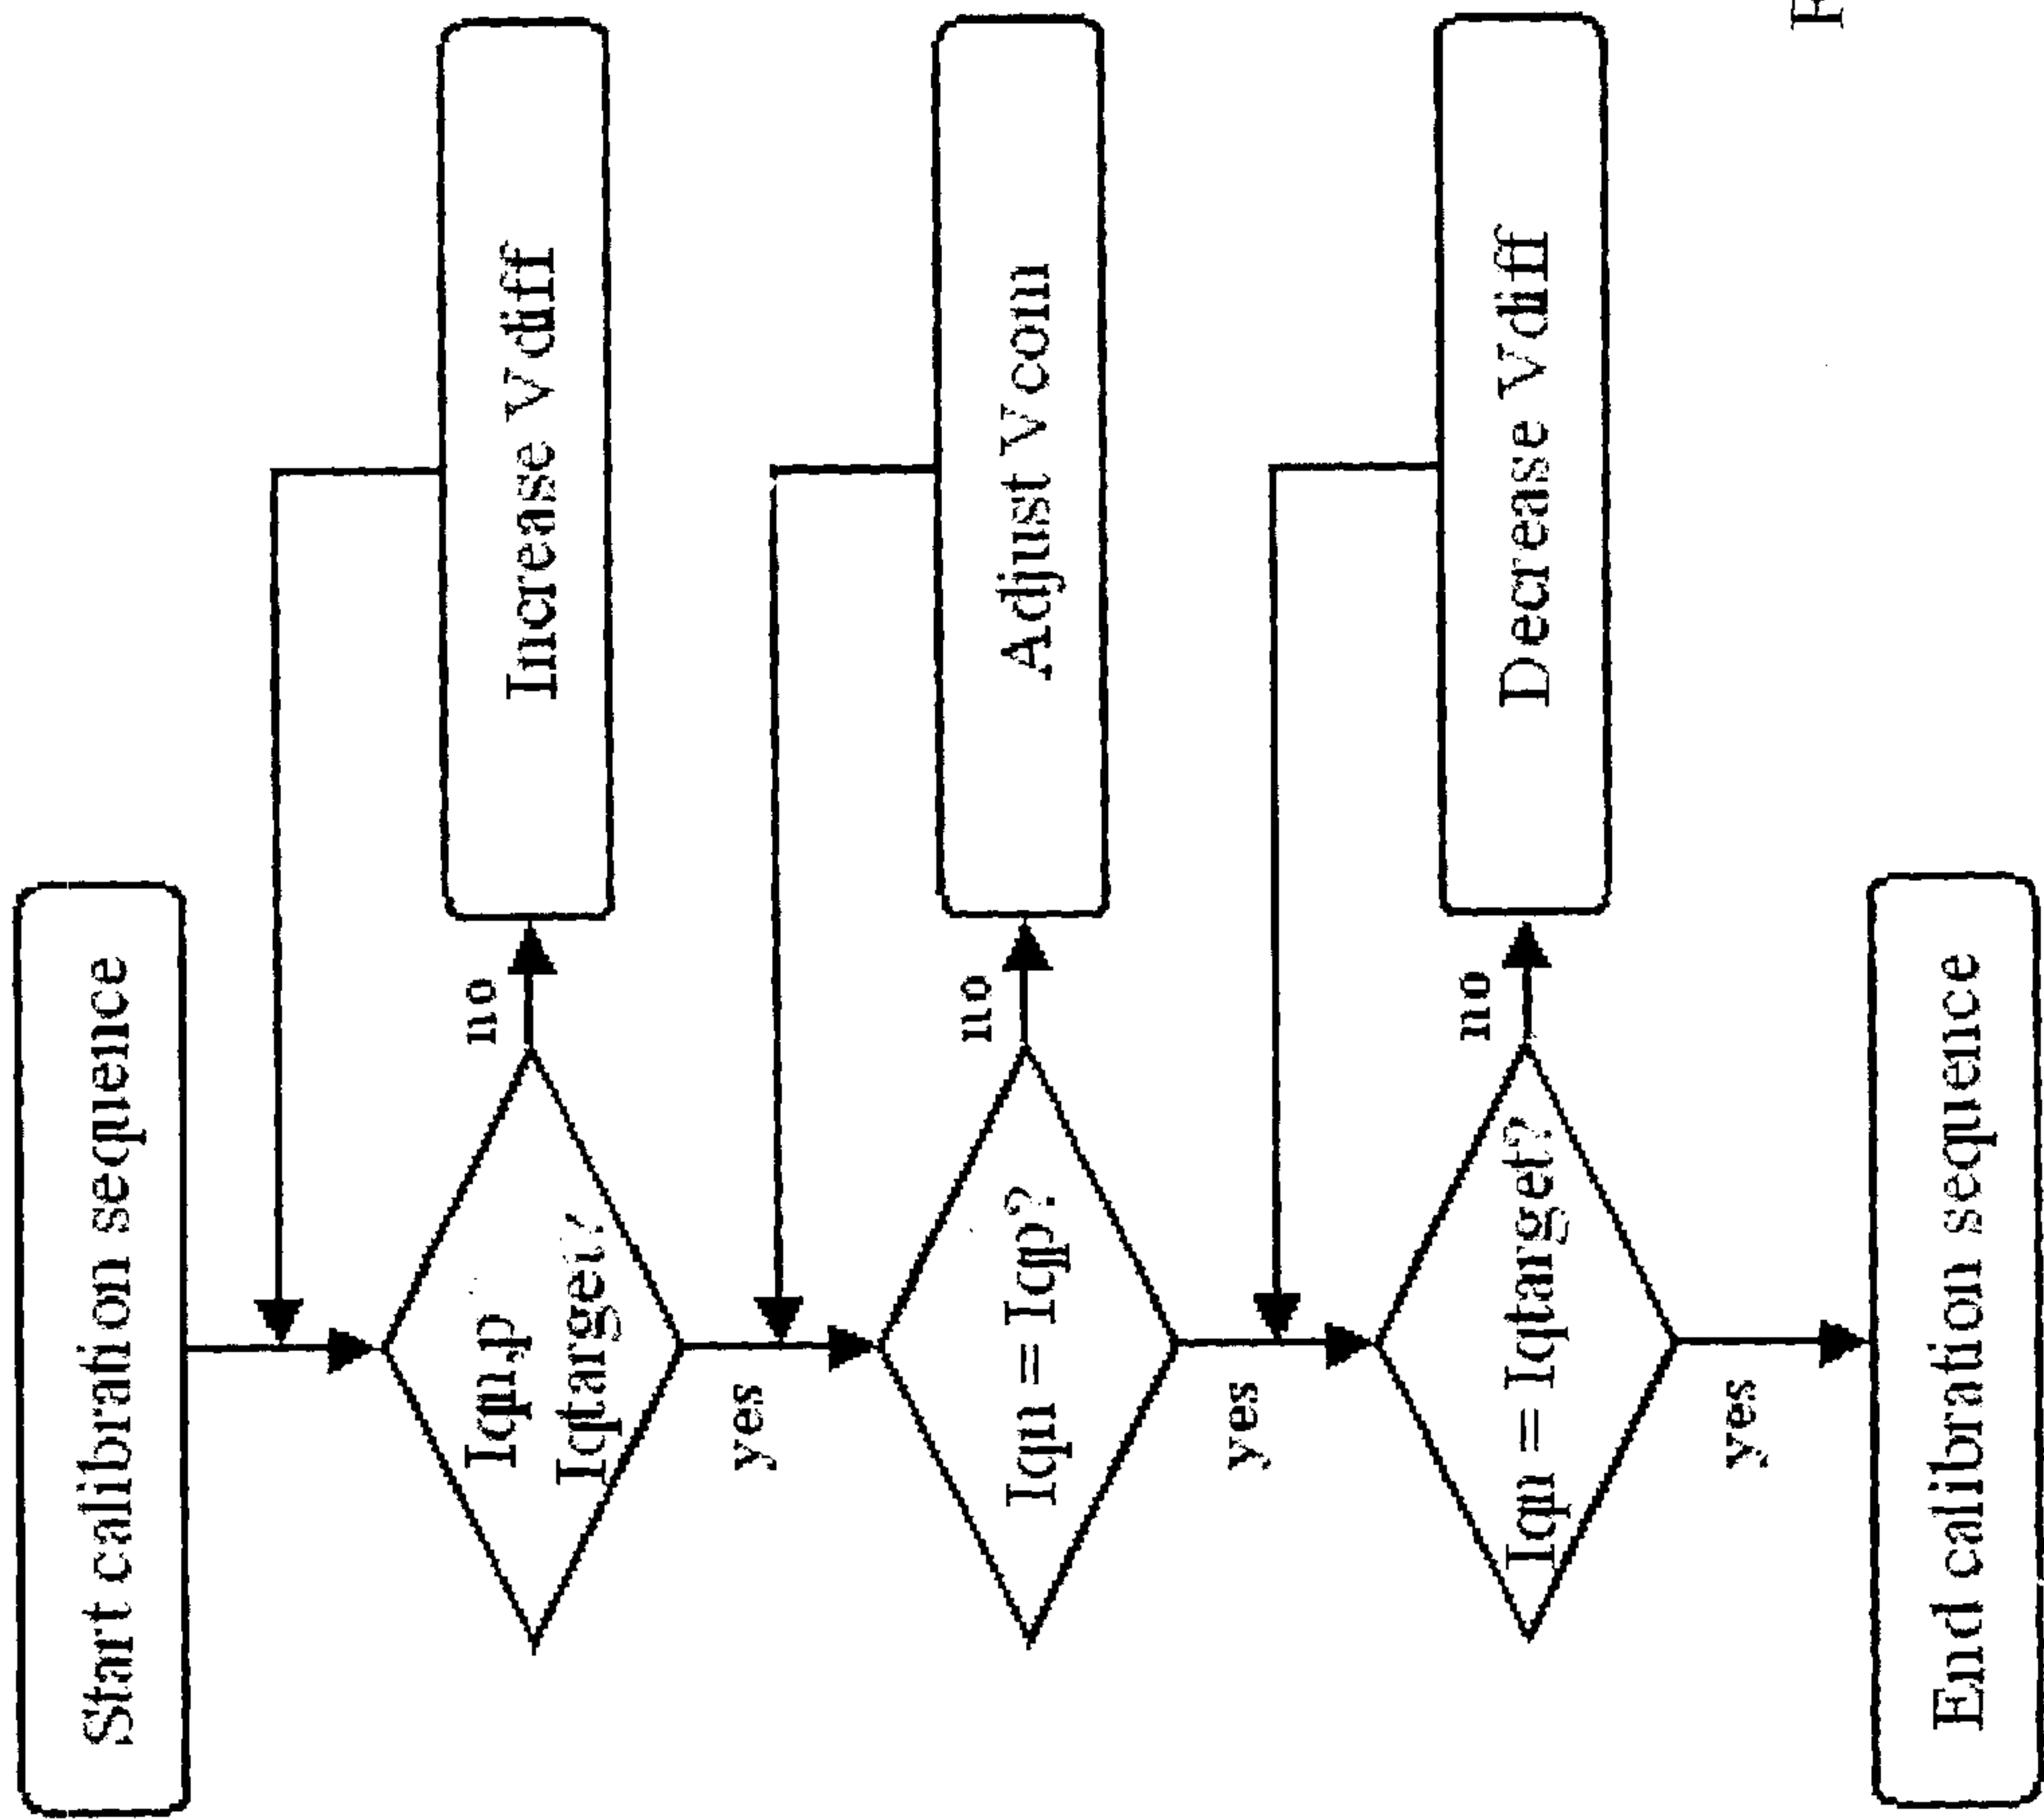 Start calibration sequence
Iqn,p
Iqtarget?
no
Increase Vdiff
yes
Iqn = Iqp?
no
Adjust Vcom
yes
Iqn = Iqtarget?
no
Decrease Vdiff
yes
End calibration sequence